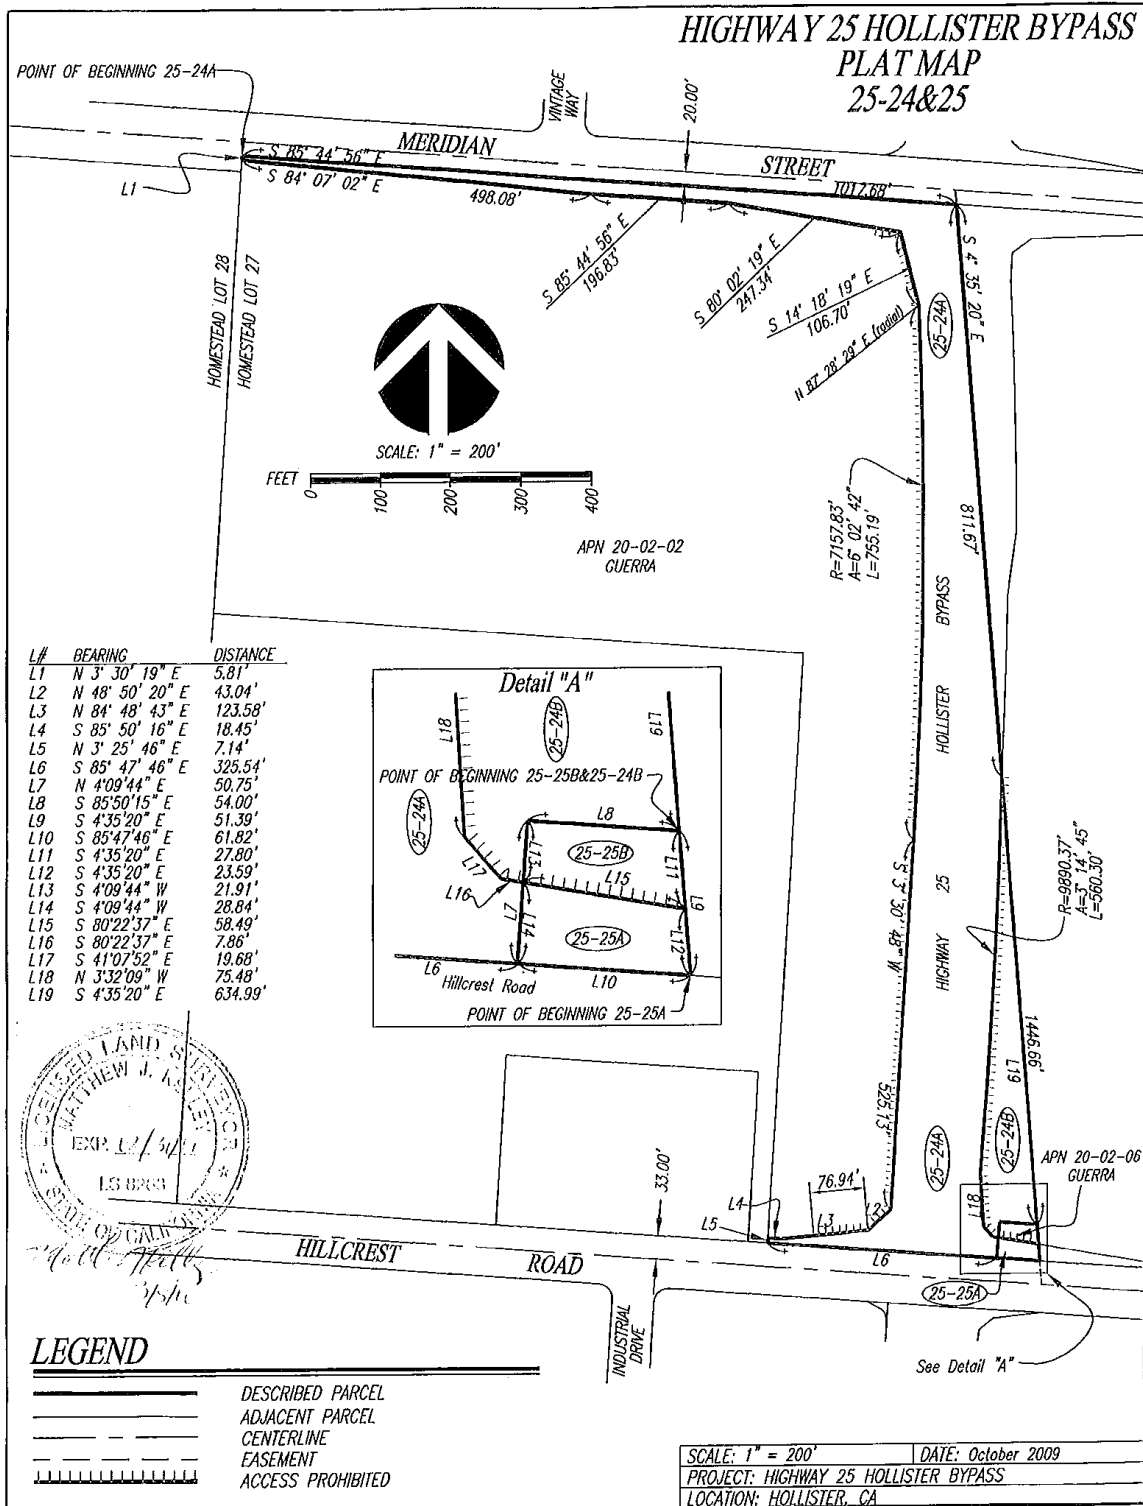 HIGHWAY 25 HOLLISTER BYPASS
PLAT MAP
25-24&25
POINT OF BEGINNING 25-24A
VINTAGE
WAY
20.00'
MERIDIAN STREET
S 85° 44' 56" E
1017.68'
L1
S 84° 07' 02" E
498.08'
S 85° 44' 56" E
196.83'
S 80° 02' 19" E
247.34'
S 14° 18' 19" E
106.70'
N 87° 28' 29" E (radial)
25-24A
S 4° 35' 20" E
HOMESTEAD LOT 28
HOMESTEAD LOT 27
SCALE: 1" = 200'
FEET
0 100 200 300 400
APN 20-02-02
GUERRA
R=7157.83'
A=6° 02' 42"
L=755.19'
811.67'
HIGHWAY 25 HOLLISTER BYPASS
L# BEARING DISTANCE
L1 N 3° 30' 19" E 5.81'
L2 N 48° 50' 20" E 43.04'
L3 N 84° 48' 43" E 123.58'
L4 S 85° 50' 16" E 18.45'
L5 N 3° 25' 46" E 7.14'
L6 S 85° 47' 46" E 325.54'
L7 N 4°09'44" E 50.75'
L8 S 85°50'15" E 54.00'
L9 S 4°35'20" E 51.39'
L10 S 85°47'46" E 61.82'
L11 S 4°35'20" E 27.80'
L12 S 4°35'20" E 23.59'
L13 S 4°09'44" W 21.91'
L14 S 4°09'44" W 28.84'
L15 S 80°22'37" E 58.49'
L16 S 80°22'37" E 7.86'
L17 S 41°07'52" E 19.68'
L18 N 3°32'09" W 75.48'
L19 S 4°35'20" E 634.99'
Detail "A"
L18
25-24B
L19
POINT OF BEGINNING 25-25B&25-24B
25-24A
L8
L13
25-25B
L11
L17
L15
L16
L9
L7
L14
25-25A
L12
L6
Hillcrest Road
L10
POINT OF BEGINNING 25-25A
S 3° 30' 48" W
525.13'
R=9890.37'
A=3° 14' 45"
L=560.30'
1446.66'
L19
25-24B
25-24A
APN 20-02-06
GUERRA
LICENSED LAND SURVEYOR
MATTHEW J.
EXP.
LS
STATE OF CALIFORNIA
33.00'
76.94'
L4
L5
L3
L2
L18
L6
HILLCREST ROAD
25-25A
INDUSTRIAL
DRIVE
See Detail "A"
LEGEND
DESCRIBED PARCEL
ADJACENT PARCEL
CENTERLINE
EASEMENT
ACCESS PROHIBITED
SCALE: 1" = 200' DATE: October 2009
PROJECT: HIGHWAY 25 HOLLISTER BYPASS
LOCATION: HOLLISTER, CA